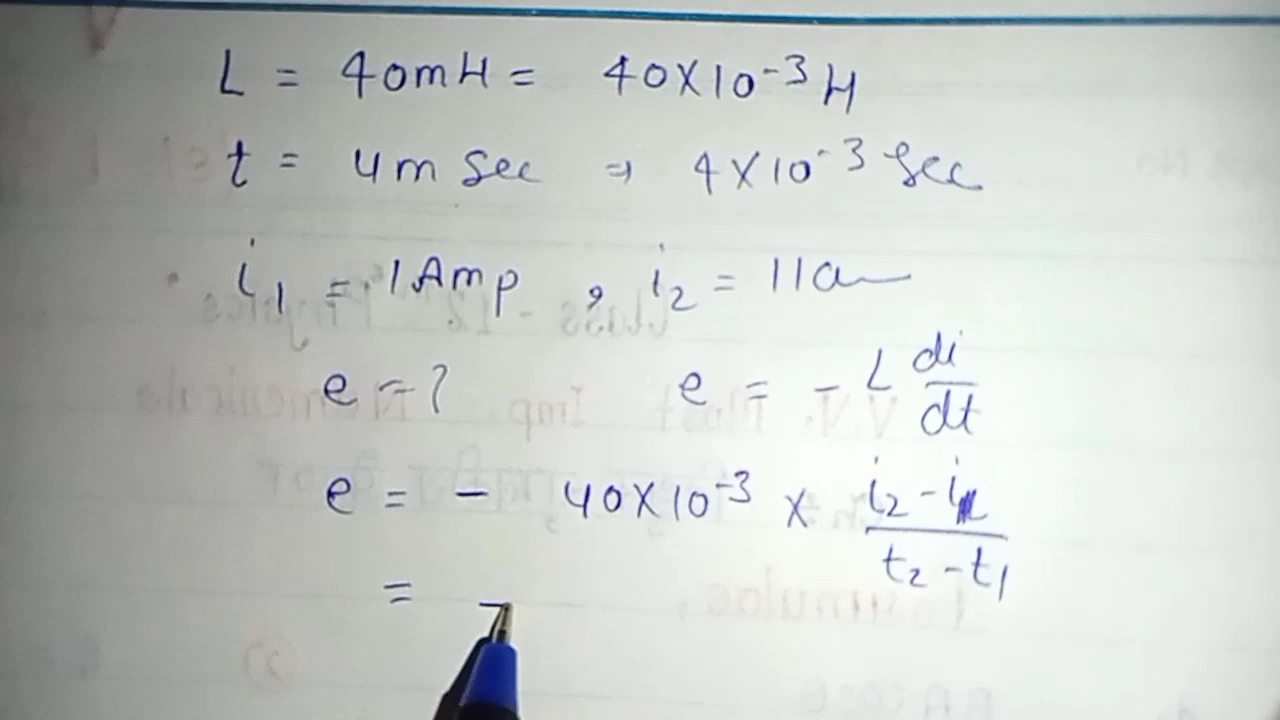 L = 40mH = 40×10⁻³ H
t = 4m Sec ⇒ 4×10⁻³ Sec
i₁ = 1Amp , i₂ = 11a
e = ? e = - L di/dt
e = - 40×10⁻³ × i₂ - i₁ / t₂ - t₁
= -